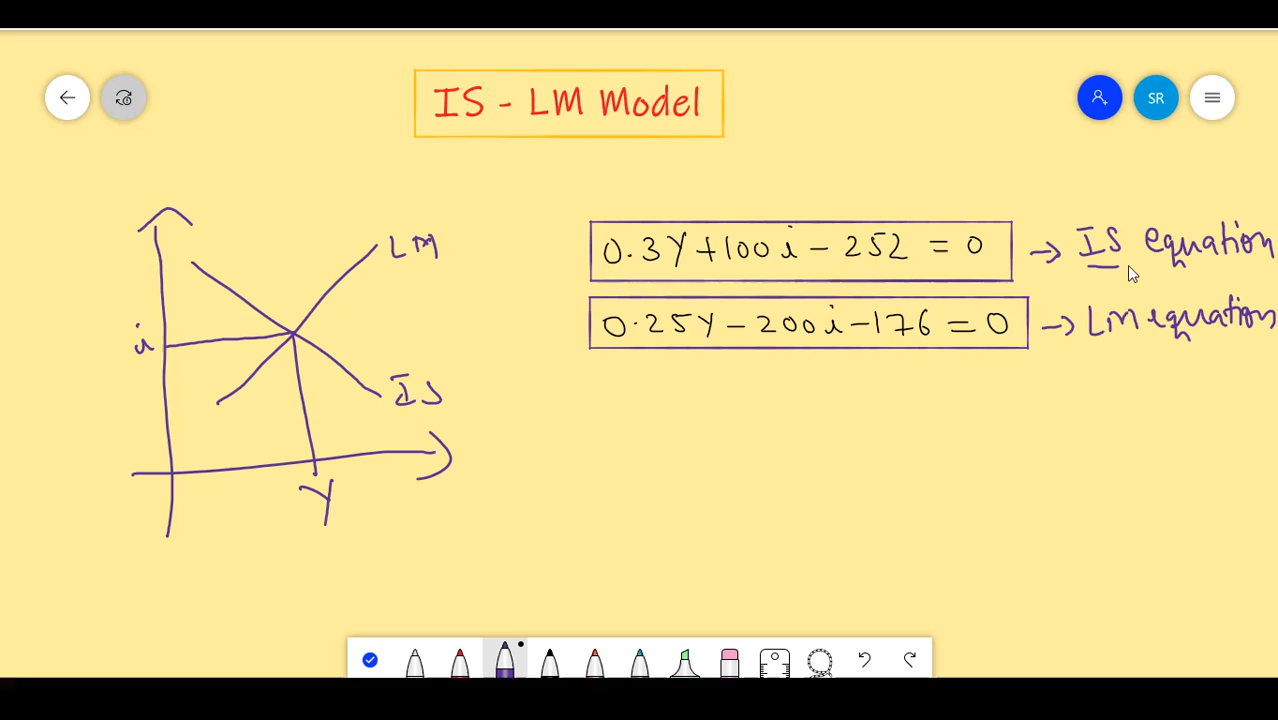 IS - LM Model
SR
LM
0.3Y+100i - 252 = 0 → IS equation
0.25Y - 200i - 176 = 0 → LM equation
i
IS
Y